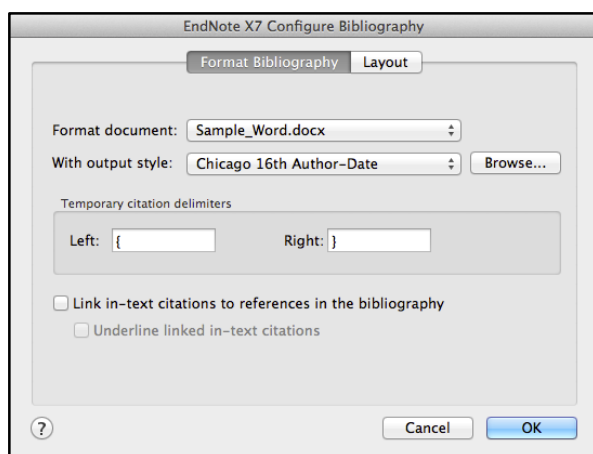 EndNote X7 Configure Bibliography
Format Bibliography Layout
Format document: Sample_Word.docx
With output style: Chicago 16th Author-Date Browse...
Temporary citation delimiters
Left: { Right: }
Link in-text citations to references in the bibliography
Underline linked in-text citations
? Cancel OK